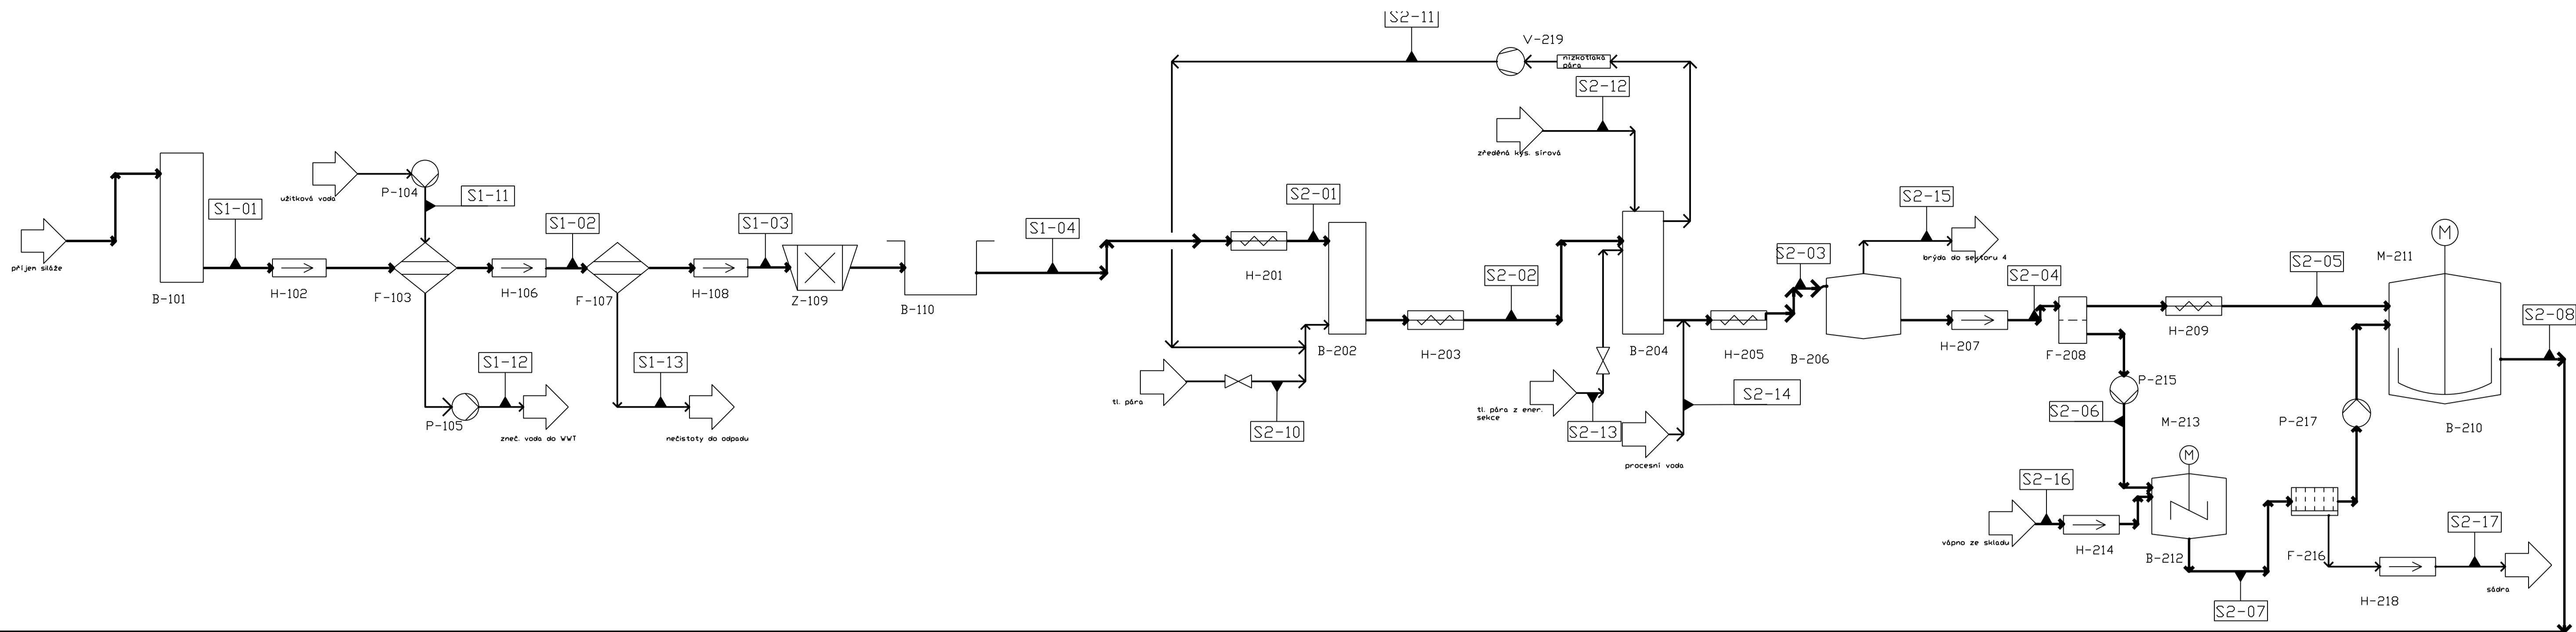 S2-11
V-219
nízkotlaká
pára
S2-12
zředěná kys. sírová
užitková voda
P-104
S1-11
S2-01
S2-15
M
M-211
příjem siláže
S1-01
S1-02
S1-03
S1-04
H-201
S2-02
S2-03
brýda do sektoru 4
S2-04
S2-05
B-101
H-102
F-103
H-106
F-107
H-108
Z-109
B-110
B-202
H-203
B-204
H-205
B-206
H-207
F-208
H-209
S2-08
S1-12
S1-13
tl. pára
S2-14
P-215
P-105
zneč. voda do WWT
nečistoty do odpadu
S2-10
tl. pára z ener.
sekce
S2-13
procesní voda
S2-06
M-213
P-217
B-210
M
S2-16
vápno ze skladu
H-214
B-212
F-216
S2-17
sádra
H-218
S2-07